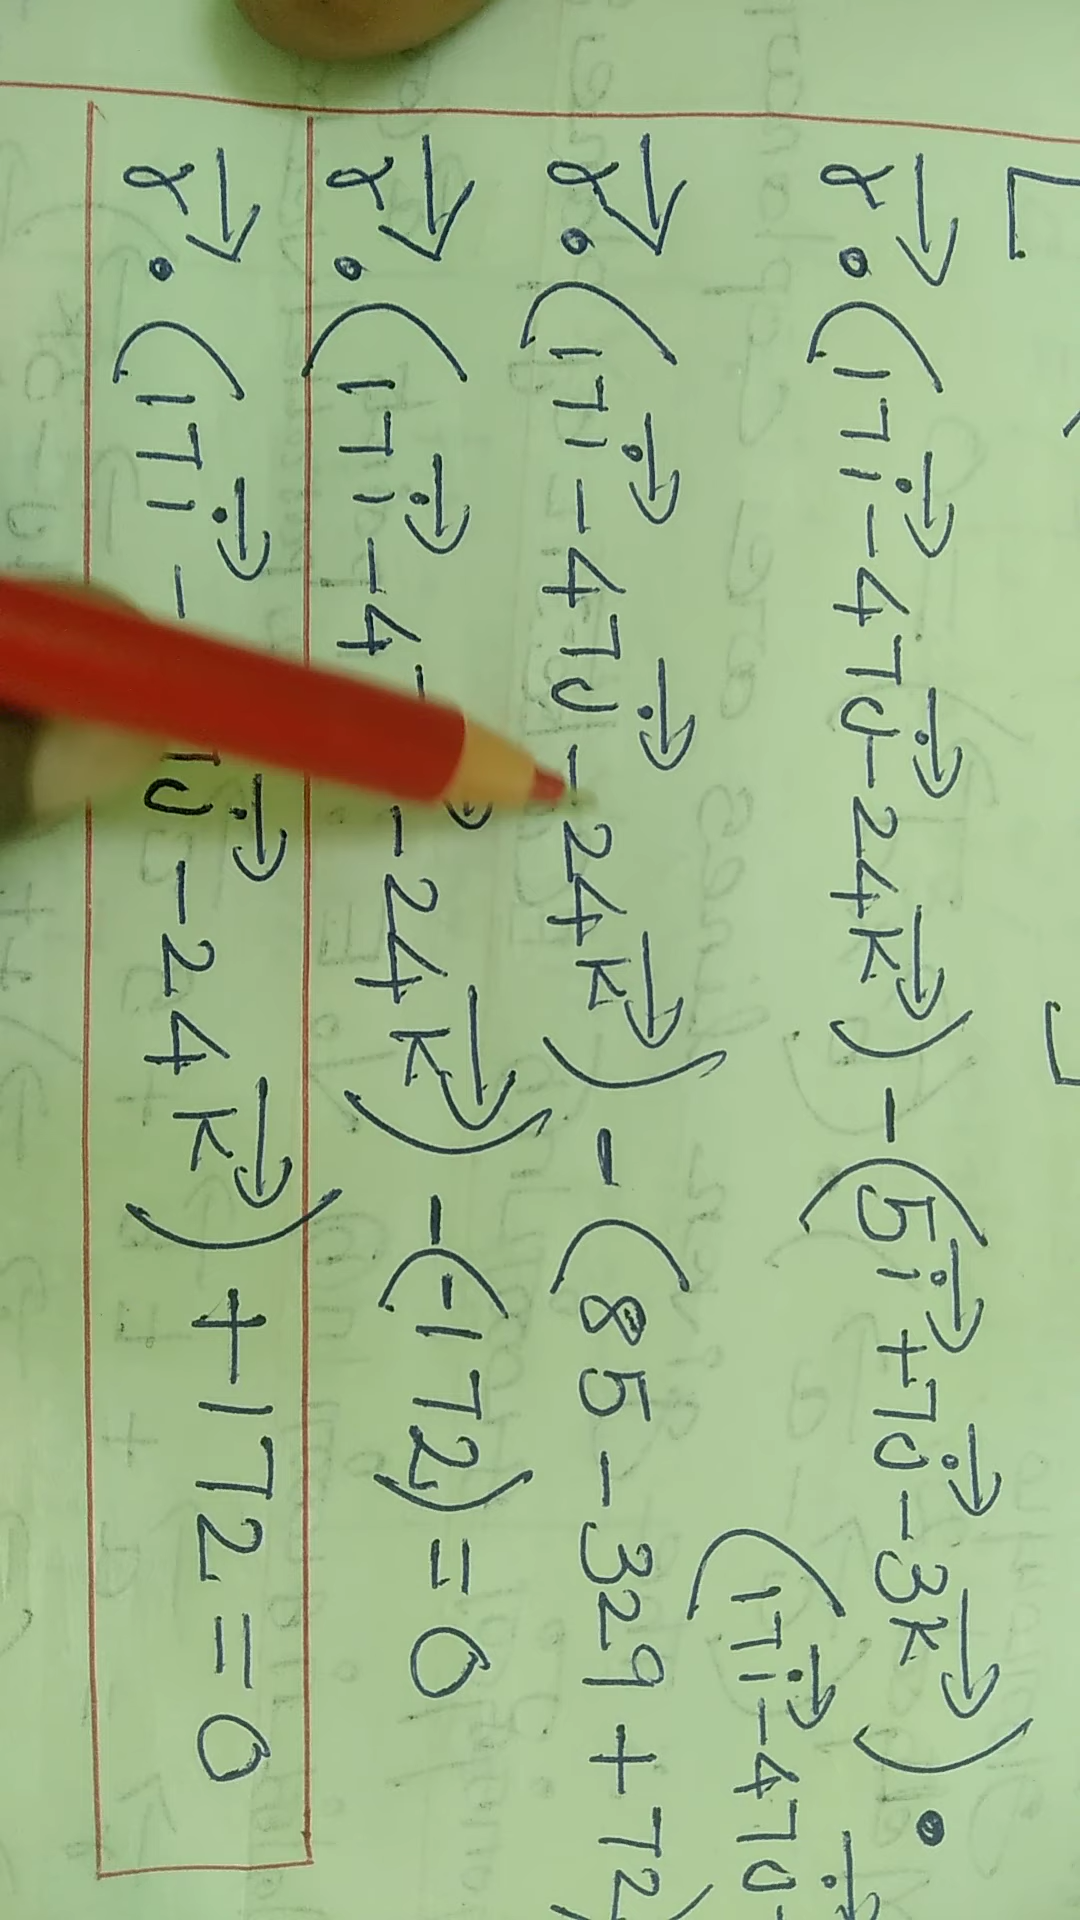 r⃗ . (17i⃗ - 47j⃗ - 24k⃗) - (5i⃗ + 7j⃗ - 3k⃗) .
(17i⃗ - 47j⃗ -
r⃗ . (17i⃗ - 47j⃗ - 24k⃗) - (85 - 329 + 72)
r⃗ . (17i⃗ - 4 - 24k⃗) - (-172) = 0
r⃗ . (17i⃗ - 7j⃗ - 24k⃗) + 172 = 0